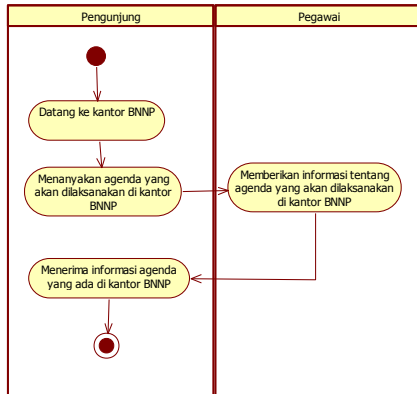 Pengunjung
Pegawai
Datang ke kantor BNNP
Menanyakan agenda yang
akan dilaksanakan di kantor
BNNP
Memberikan informasi tentang
agenda yang akan dilaksanakan
di kantor BNNP
Menerima informasi agenda
yang ada di kantor BNNP